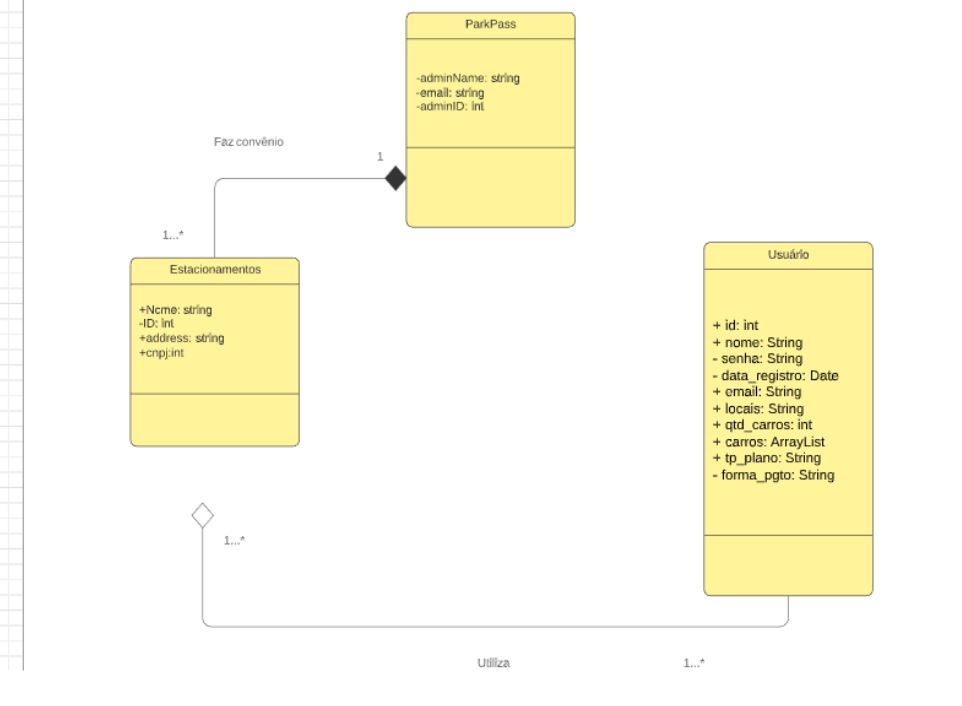 ParkPass
-adminName: string
-email: string
-adminID: int
Faz convênio
1
1...*
Estacionamentos
+Ncme: string
-ID: int
+address: string
+cnpj:int
Usuário
+ id: int
+ nome: String
- senha: String
- data_registro: Date
+ email: String
+ locais: String
+ qtd_carros: int
+ carros: ArrayList
+ tp_plano: String
- forma_pgto: String
1...*
Utiliza
1...*